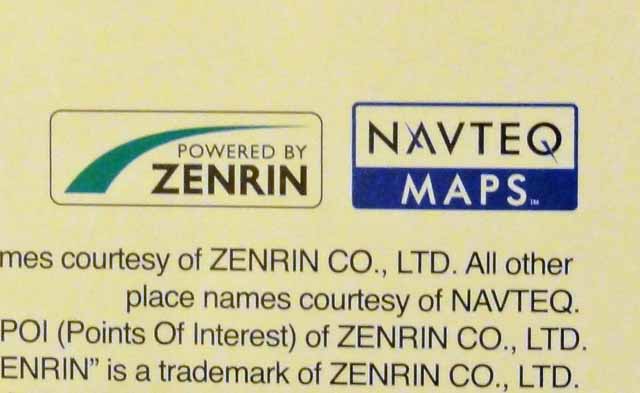 POWERED BY
ZENRIN
NAVTEQ
MAPS™
mes courtesy of ZENRIN CO., LTD. All other
place names courtesy of NAVTEQ.
POI (Points Of Interest) of ZENRIN CO., LTD.
ENRIN” is a trademark of ZENRIN CO., LTD.